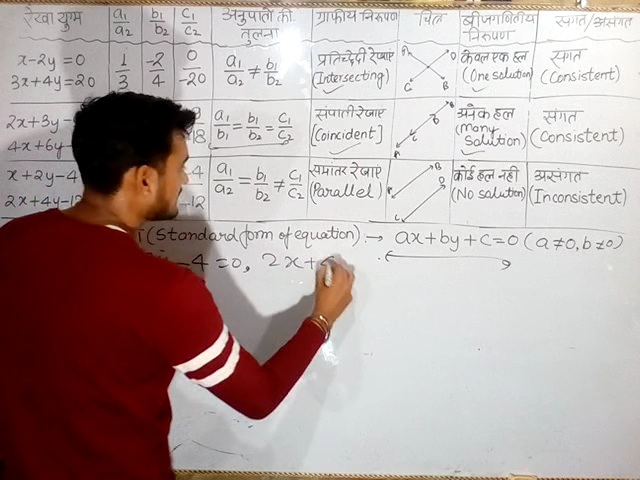 रेखा युग्म a₁/a₂ b₁/b₂ c₁/c₂ अनुपातों की तुलना ग्राफीय निरूपण चित्र बीजगणितीय निरूपण संगत/असंगत
x-2y=0 1/3 -2/4 0/-20 a₁/a₂ ≠ b₁/b₂ प्रतिच्छेदी रेखाएं (Intersecting) A D C B केवल एक हल (One solution) संगत (Consistent)
3x+4y=20
2x+3y- a₁/a₂ = b₁/b₂ = c₁/c₂ संपाती रेखाएं [Coincident] अनेक हल (Many Solution) संगत (Consistent)
4x+6y-
x+2y-4 -4/-12 a₁/a₂ = b₁/b₂ ≠ c₁/c₂ समांतर रेखाएं (Parallel) A B C D कोई हल नहीं (No solution) असंगत (Inconsistent)
2x+4y-12
(Standard form of equation) → ax+by+c=0 (a≠0, b≠0)
-4=0, 2x+